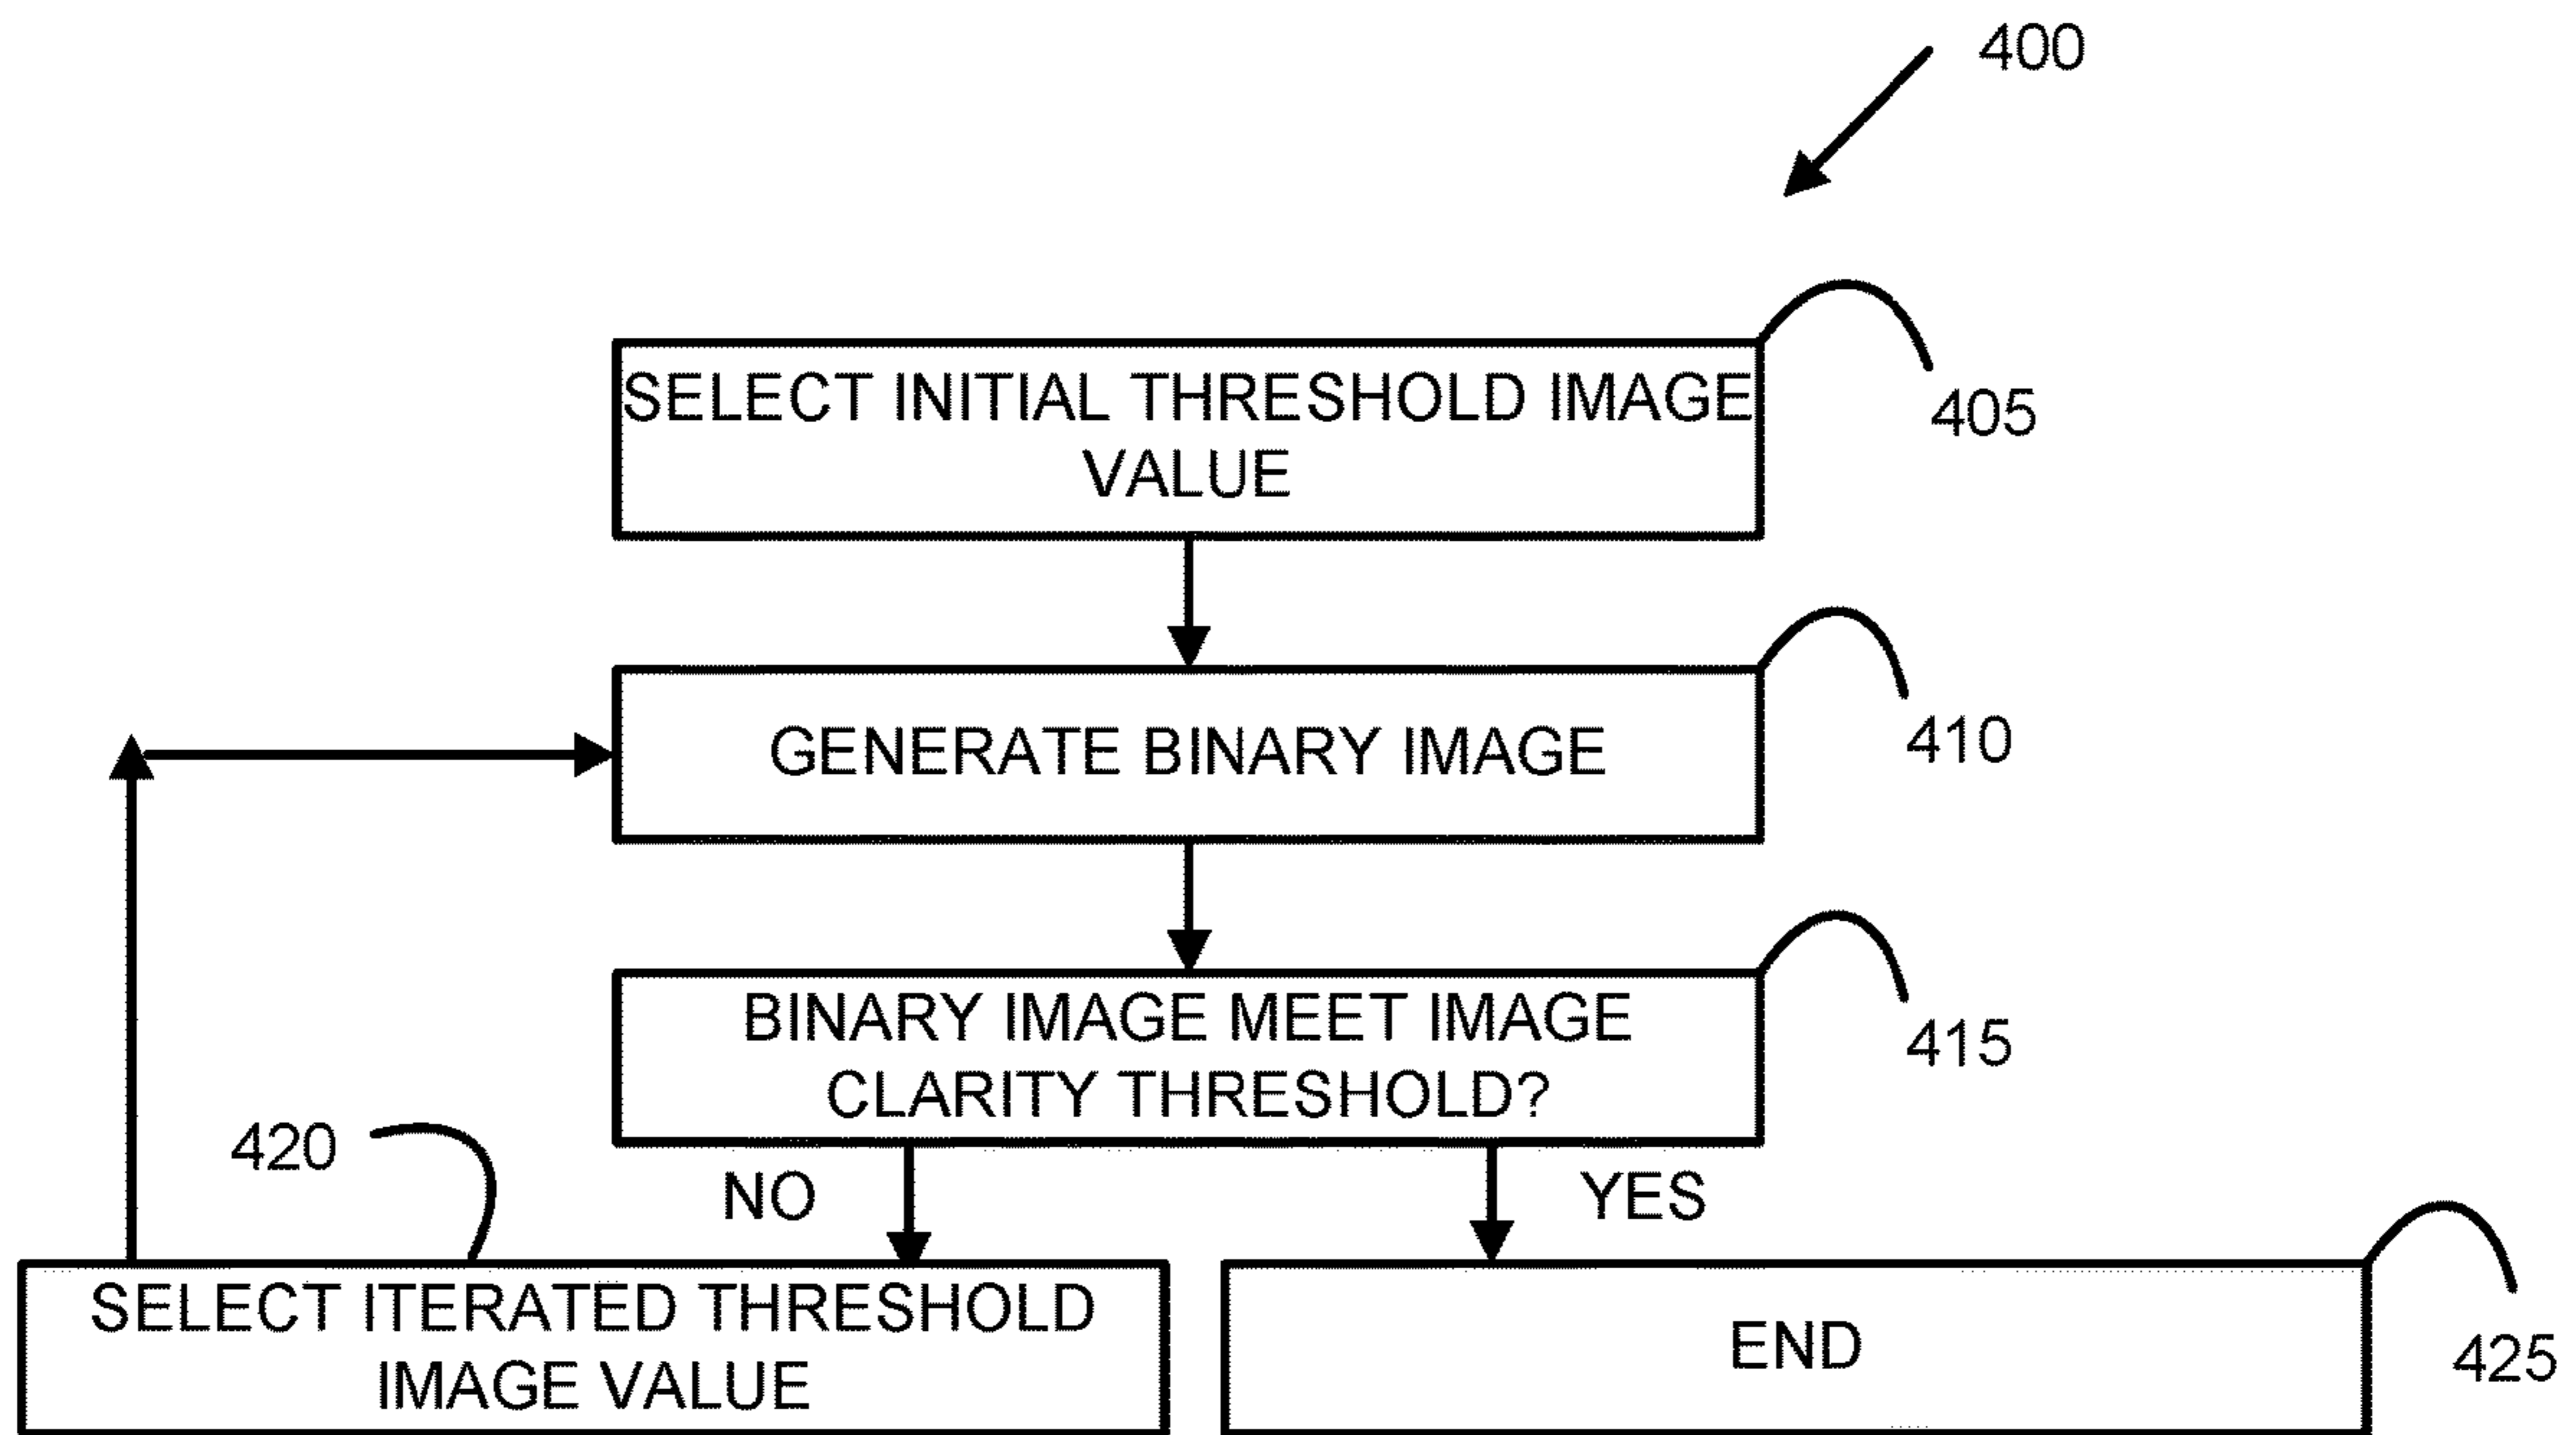 400
SELECT INITIAL THRESHOLD IMAGE
VALUE
405
GENERATE BINARY IMAGE
410
BINARY IMAGE MEET IMAGE
CLARITY THRESHOLD?
415
420
NO
YES
SELECT ITERATED THRESHOLD
IMAGE VALUE
END
425